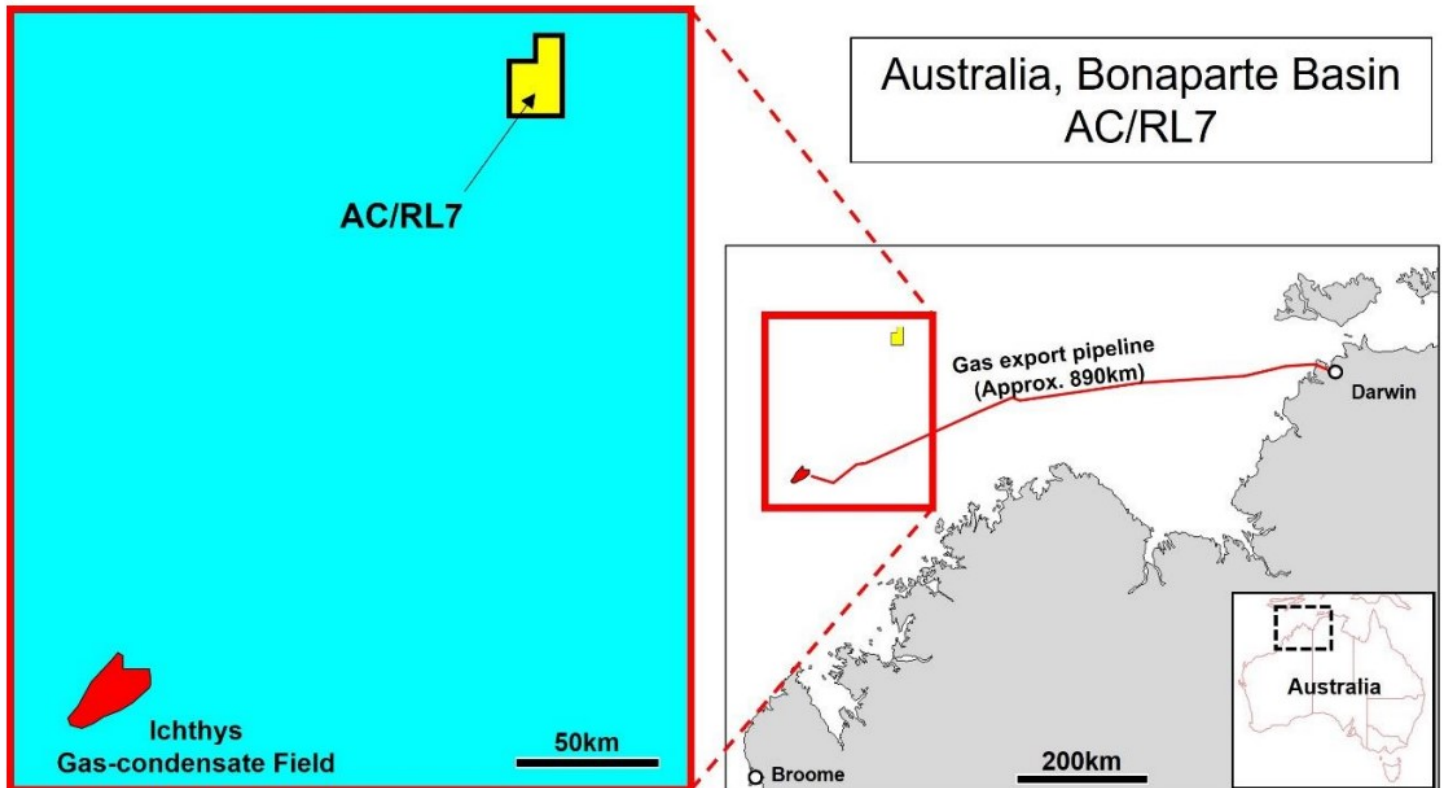 Australia, Bonaparte Basin
AC/RL7
AC/RL7
Ichthys
Gas-condensate Field
50km
Gas export pipeline
(Approx. 890km)
Darwin
Broome
200km
Australia